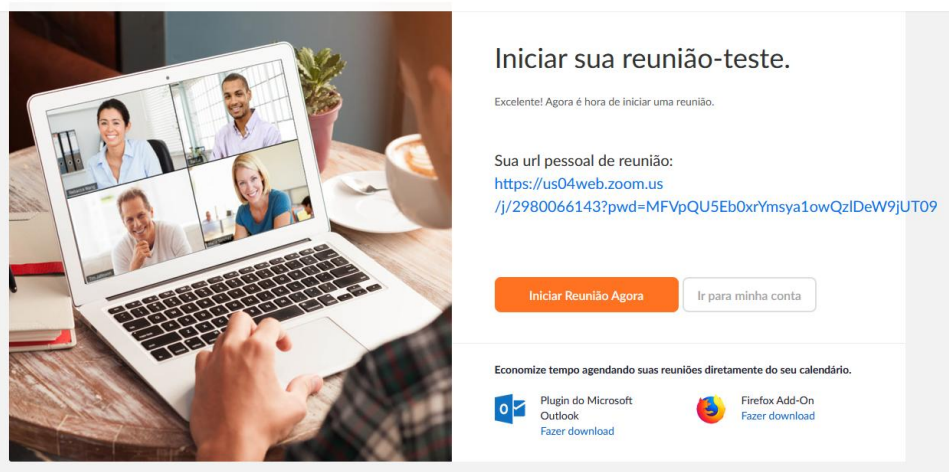 Iniciar sua reunião-teste.
Excelente! Agora é hora de iniciar uma reunião.
Sua url pessoal de reunião:
https://us04web.zoom.us
/j/2980066143?pwd=MFVpQU5Eb0xrYmsya1owQzlDeW9jUT09
Iniciar Reunião Agora
Ir para minha conta
Economize tempo agendando suas reuniões diretamente do seu calendário.
Plugin do Microsoft
Outlook
Fazer download
Firefox Add-On
Fazer download